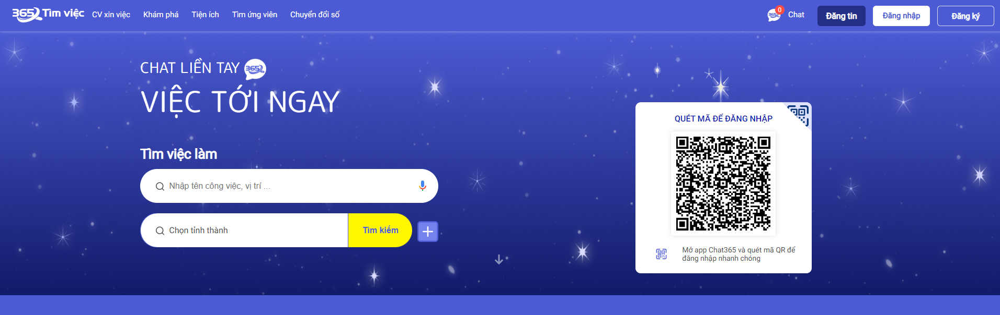 365 Tìm việc
CV xin việc
Khám phá
Tiện ích
Tìm ứng viên
Chuyển đổi số
365
0
Chat
Đăng tin
Đăng nhập
Đăng ký
CHAT LIỀN TAY 365
VIỆC TỚI NGAY
Tìm việc làm
Nhập tên công việc, vị trí ...
Chọn tỉnh thành
Tìm kiếm
QUÉT MÃ ĐỂ ĐĂNG NHẬP
Mở app Chat365 và quét mã QR để
đăng nhập nhanh chóng